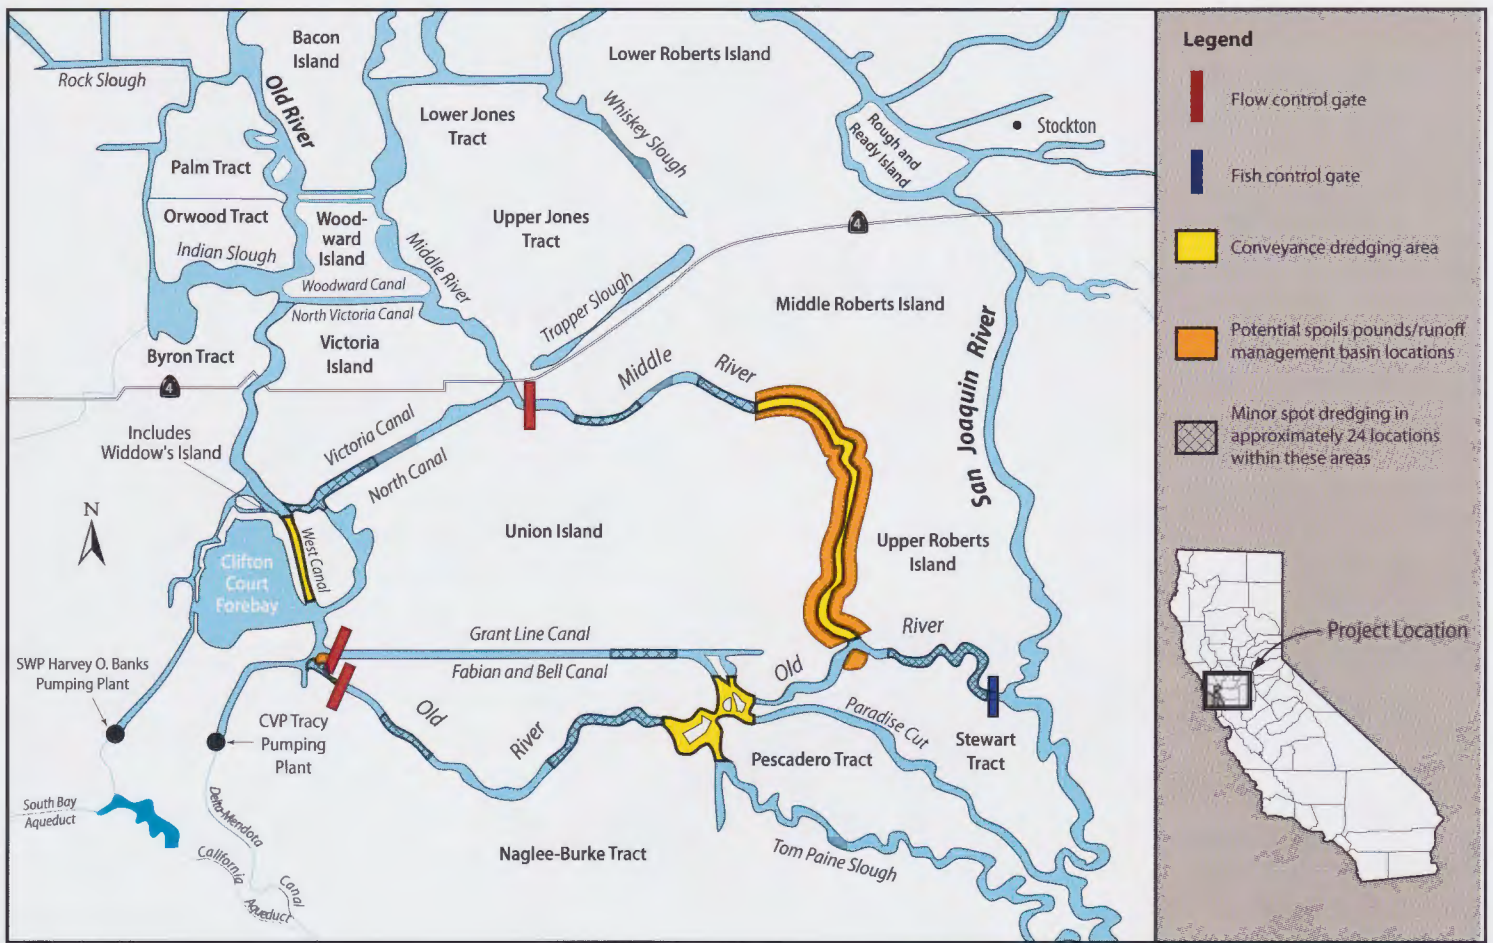 Bacon
Island
Lower Roberts Island
Rock Slough
Old River
Lower Jones
Tract
Whiskey Slough
Rough and
Ready Island
Stockton
Palm Tract
Orwood Tract
Indian Slough
Wood-
ward
Island
Upper Jones
Tract
4
Middle River
Woodward Canal
North Victoria Canal
Trapper Slough
Middle Roberts Island
San Joaquin River
Byron Tract
Victoria
Island
4
Middle
River
Includes
Widdow's Island
Victoria Canal
North Canal
N
Union Island
Upper Roberts
Island
Clifton
Court
Forebay
West Canal
Grant Line Canal
Fabian and Bell Canal
River
Old
SWP Harvey O. Banks
Pumping Plant
CVP Tracy
Pumping
Plant
Old
River
Paradise Cut
Pescadero Tract
Stewart
Tract
South Bay
Aqueduct
Delta-Mendota
Canal
California
Aqueduct
Naglee-Burke Tract
Tom Paine Slough
Legend
Flow control gate
Fish control gate
Conveyance dredging area
Potential spoils pounds/runoff
management basin locations
Minor spot dredging in
approximately 24 locations
within these areas
Project Location